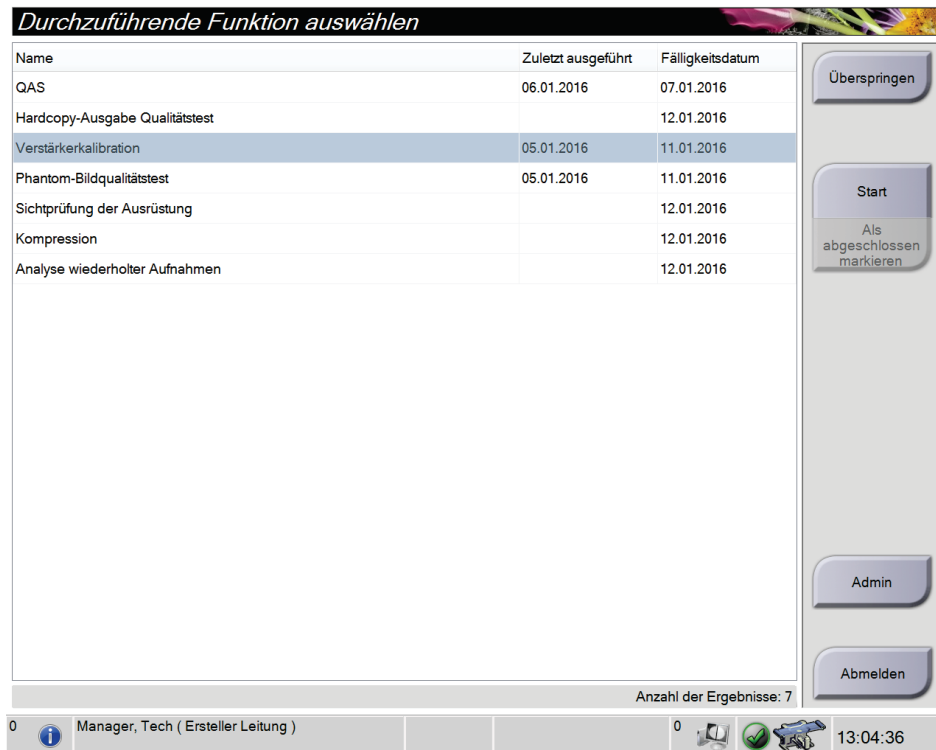 Durchzuführende Funktion auswählen
Name Zuletzt ausgeführt Fälligkeitsdatum
QAS 06.01.2016 07.01.2016
Hardcopy-Ausgabe Qualitätstest 12.01.2016
Verstärkerkalibration 05.01.2016 11.01.2016
Phantom-Bildqualitätstest 05.01.2016 11.01.2016
Sichtprüfung der Ausrüstung 12.01.2016
Kompression 12.01.2016
Analyse wiederholter Aufnahmen 12.01.2016
Anzahl der Ergebnisse: 7
Überspringen
Start
Als
abgeschlossen
markieren
Admin
Abmelden
0 Manager, Tech ( Ersteller Leitung ) 0 13:04:36